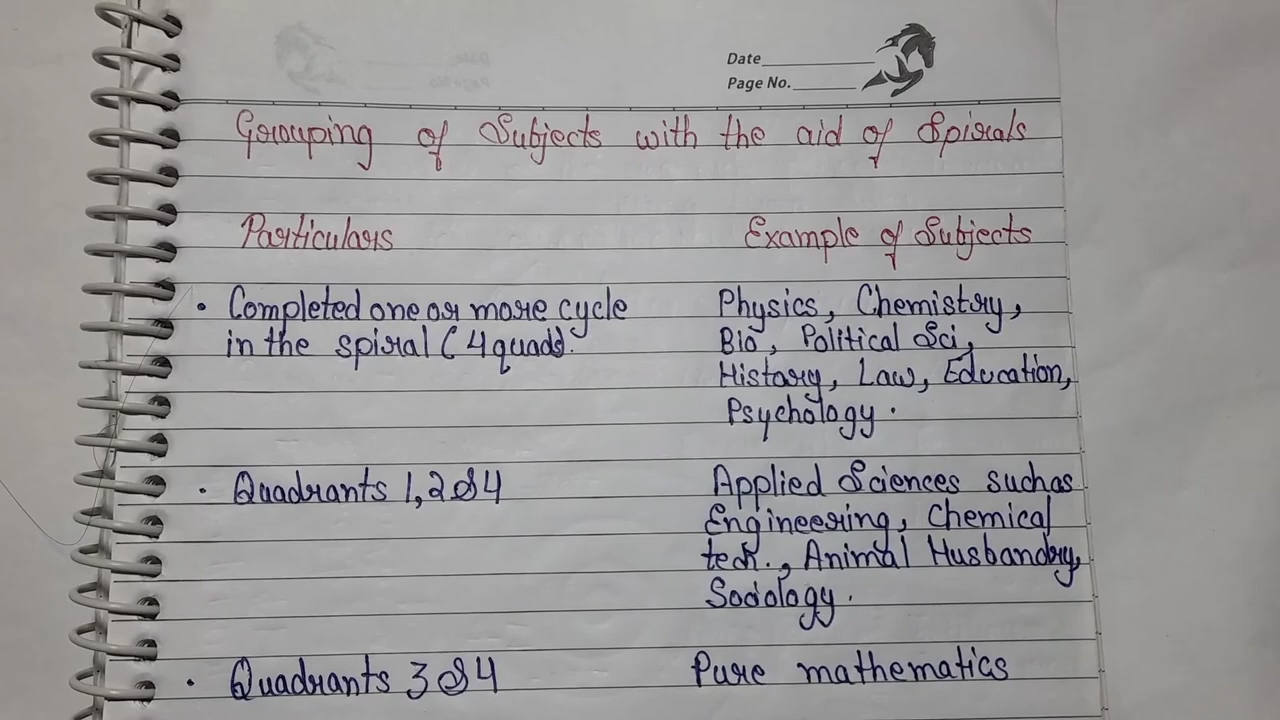 Date
Page No.
Grouping of Subjects with the aid of Spirals
Particulars Example of Subjects
• Completed one or more cycle Physics, Chemistry,
in the spiral (4 quads). Bio, Political Sci,
History, Law, Education,
Psychology.
• Quadrants 1, 2 & 4 Applied Sciences such as
Engineering, Chemical
tech., Animal Husbandry,
Sociology.
• Quadrants 3 & 4 Pure mathematics